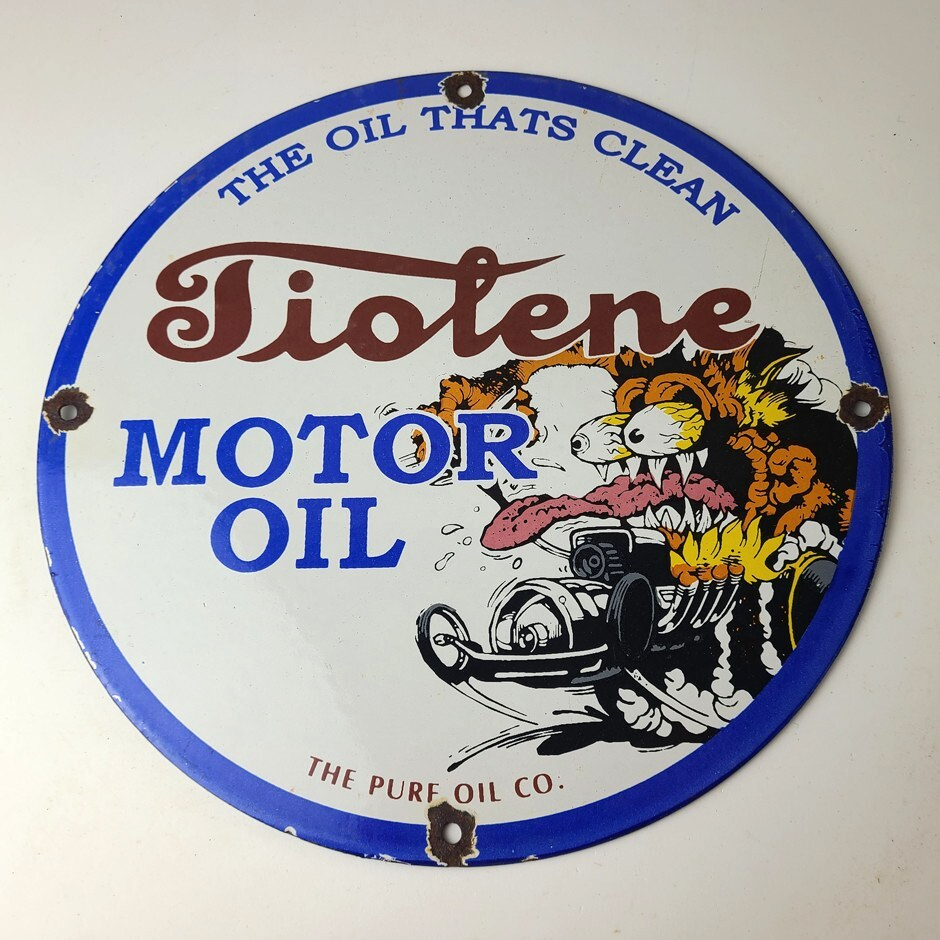 THE OIL THATS CLEAN
Tiolene
MOTOR
OIL
THE PURE OIL CO.